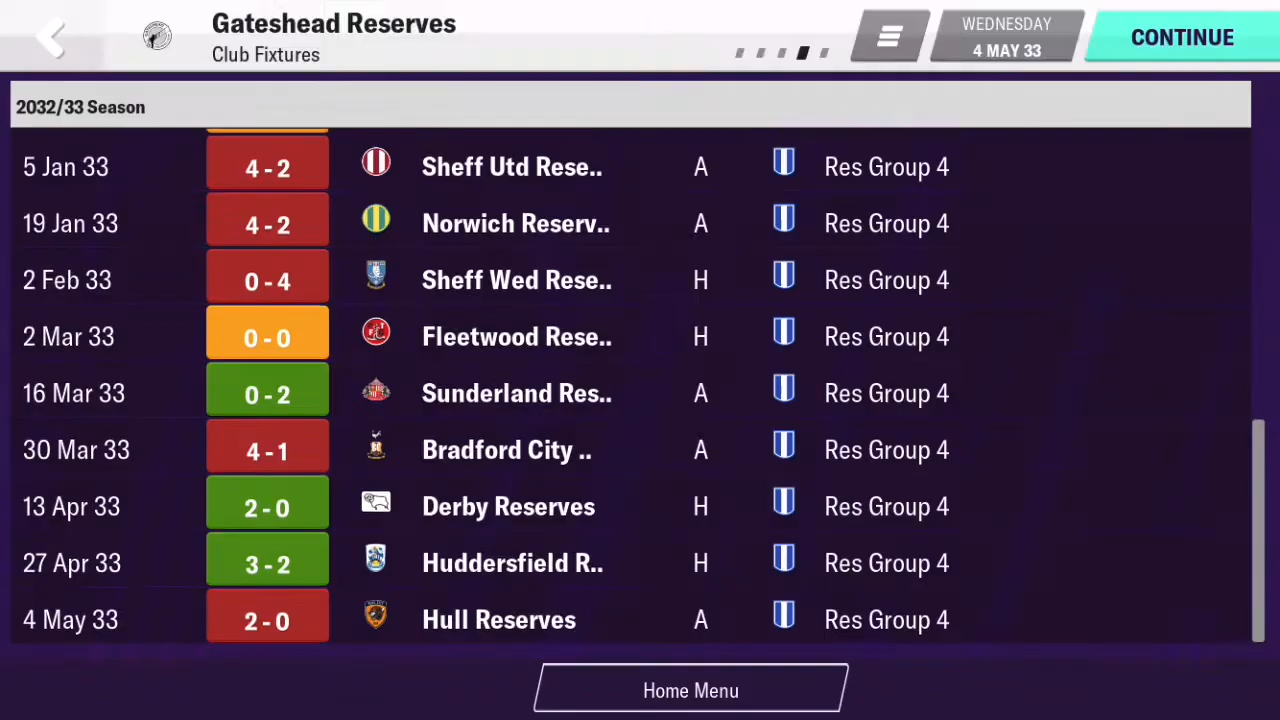 Gateshead Reserves
Club Fixtures
WEDNESDAY
4 MAY 33
CONTINUE
2032/33 Season
5 Jan 33 4 - 2 Sheff Utd Rese.. A Res Group 4
19 Jan 33 4 - 2 Norwich Reserv.. A Res Group 4
2 Feb 33 0 - 4 Sheff Wed Rese.. H Res Group 4
2 Mar 33 0 - 0 Fleetwood Rese.. H Res Group 4
16 Mar 33 0 - 2 Sunderland Res.. A Res Group 4
30 Mar 33 4 - 1 Bradford City .. A Res Group 4
13 Apr 33 2 - 0 Derby Reserves H Res Group 4
27 Apr 33 3 - 2 Huddersfield R.. H Res Group 4
4 May 33 2 - 0 Hull Reserves A Res Group 4
Home Menu